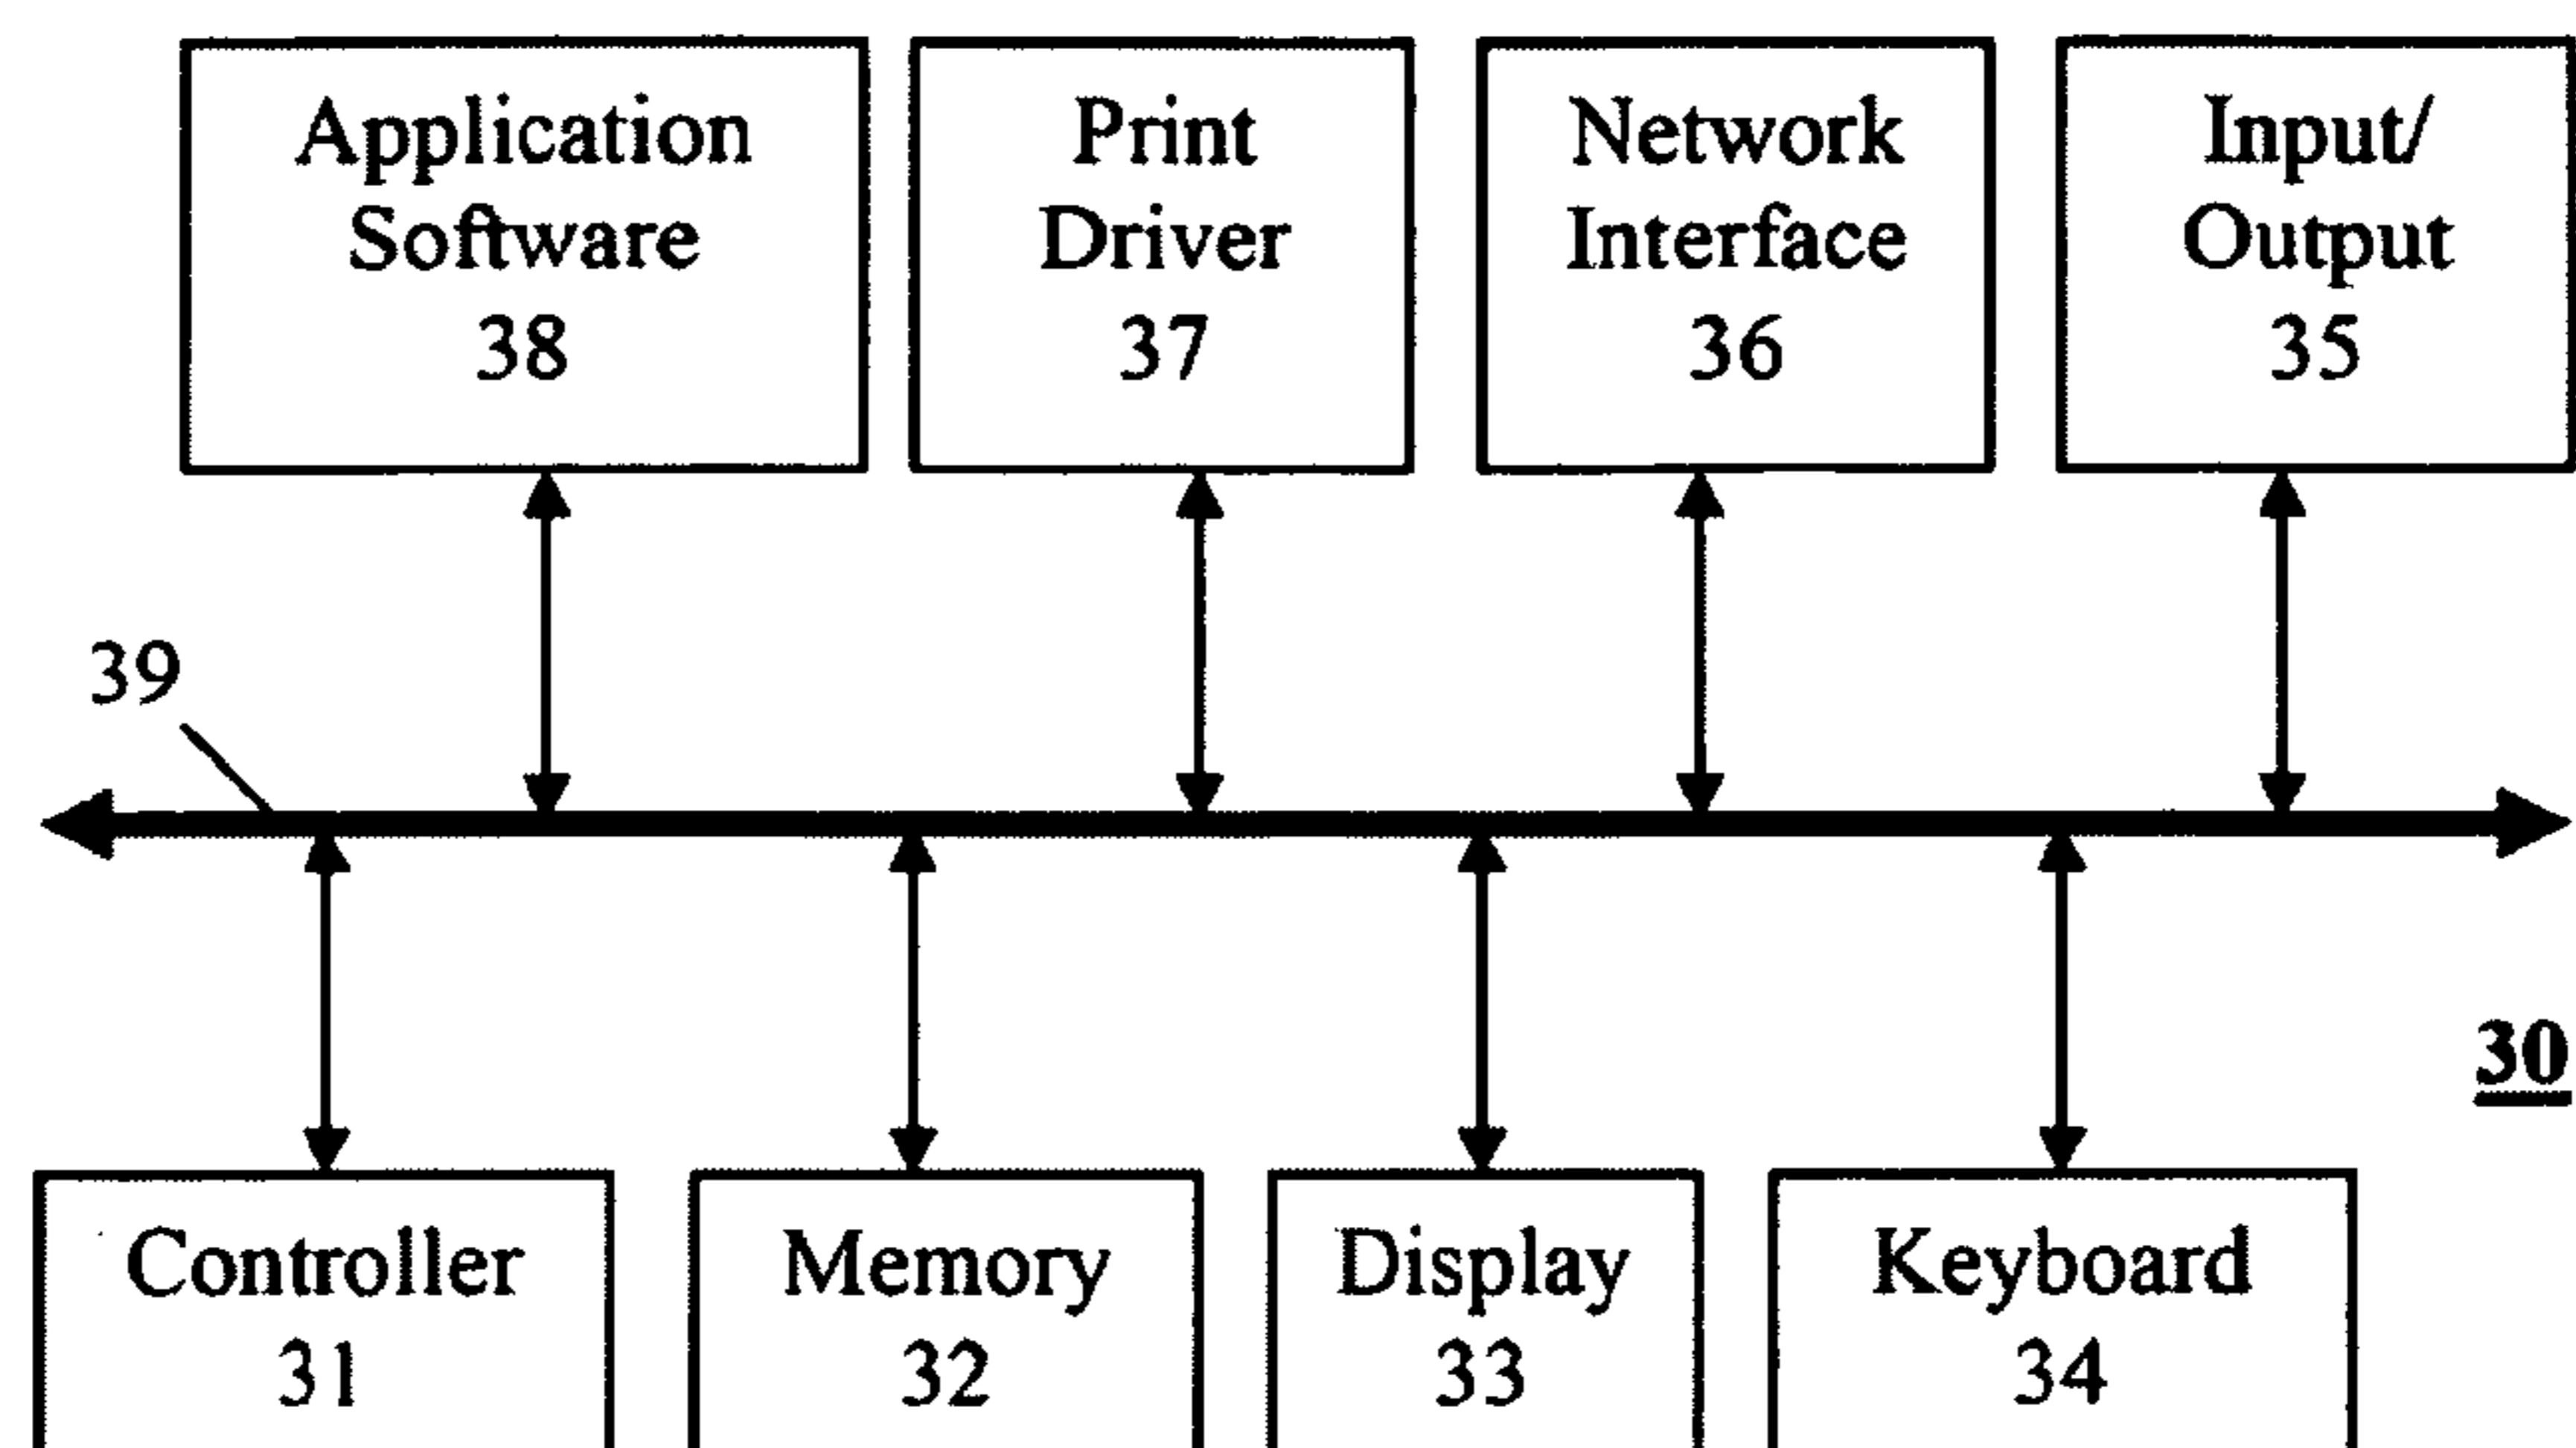 Application
Software
38
Print
Driver
37
Network
Interface
36
Input/
Output
35
39
30
Controller
31
Memory
32
Display
33
Keyboard
34